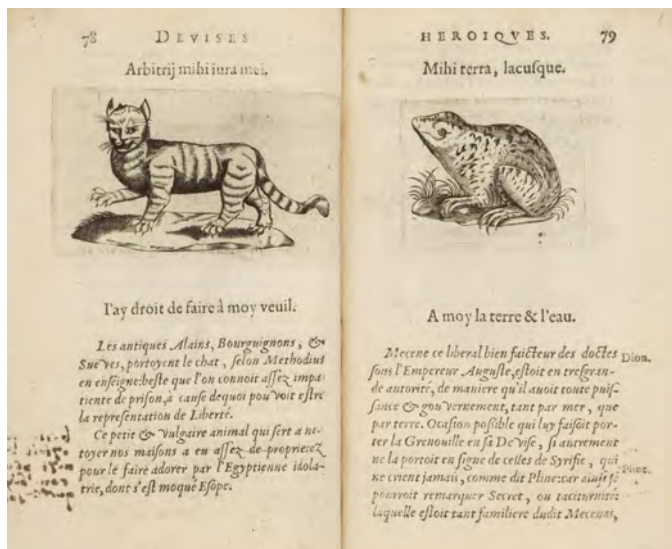 78 DEVISES
Arbitrij mihi iura mei.
I'ay droit de faire à moy veuil.
Les antiques Alains, Bourguignons, &
Sueves, portoyent le chat, selon Methodius
en enseigne: beste que l'on connoit assez impa-
tiente de prison, à cause dequoi pouvoit estre
la representation de Liberté.
Ce petit & vulgaire animal qui sert a ne-
toyer nos maisons a eu assez de proprietez
pour le faire adorer par l'Egyptienne idola-
trie, dont s'est moqué Esope.
HEROIQVES. 79
Mihi terra, lacusque.
A moy la terre & l'eau.
Mecene ce liberal bien faicteur des doctes
sous l'Empereur Auguste, estoit en tresgran-
de autorité, de maniere qu'il auoit toute puis-
sance & gouvernement, tant par mer, que
par terre. Ocasion posible qui luy faisoit por-
ter la Grenouille en sa Devise, si autrement
ne la portoit en signe de celles de Syrifie, qui
ne crient jamais, comme dit Pline: car ainsi se
pourroit remarquer Secret, ou taciturnité
laquelle estoit tant familiere dudit Mecenas,
Dion.
Pline.